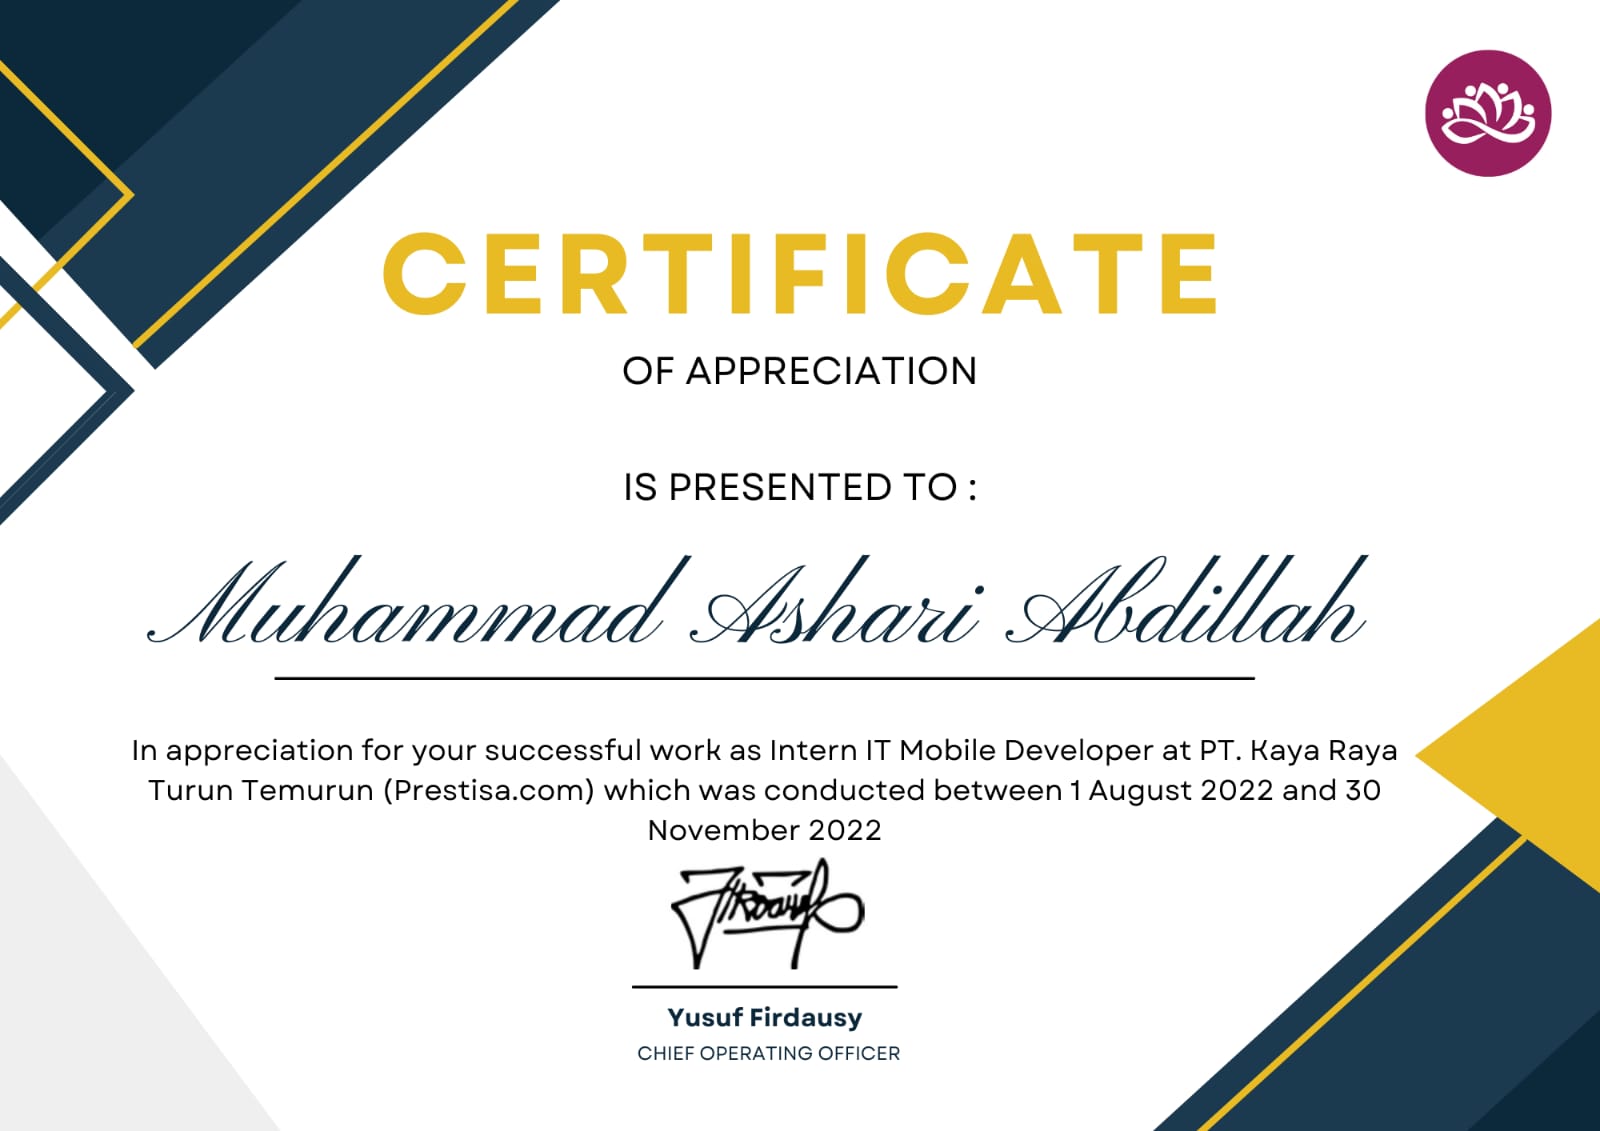 CERTIFICATE
OF APPRECIATION
IS PRESENTED TO :
Muhammad Ashari Abdillah
In appreciation for your successful work as Intern IT Mobile Developer at PT. Kaya Raya
Turun Temurun (Prestisa.com) which was conducted between 1 August 2022 and 30
November 2022
Yusuf Firdausy
CHIEF OPERATING OFFICER